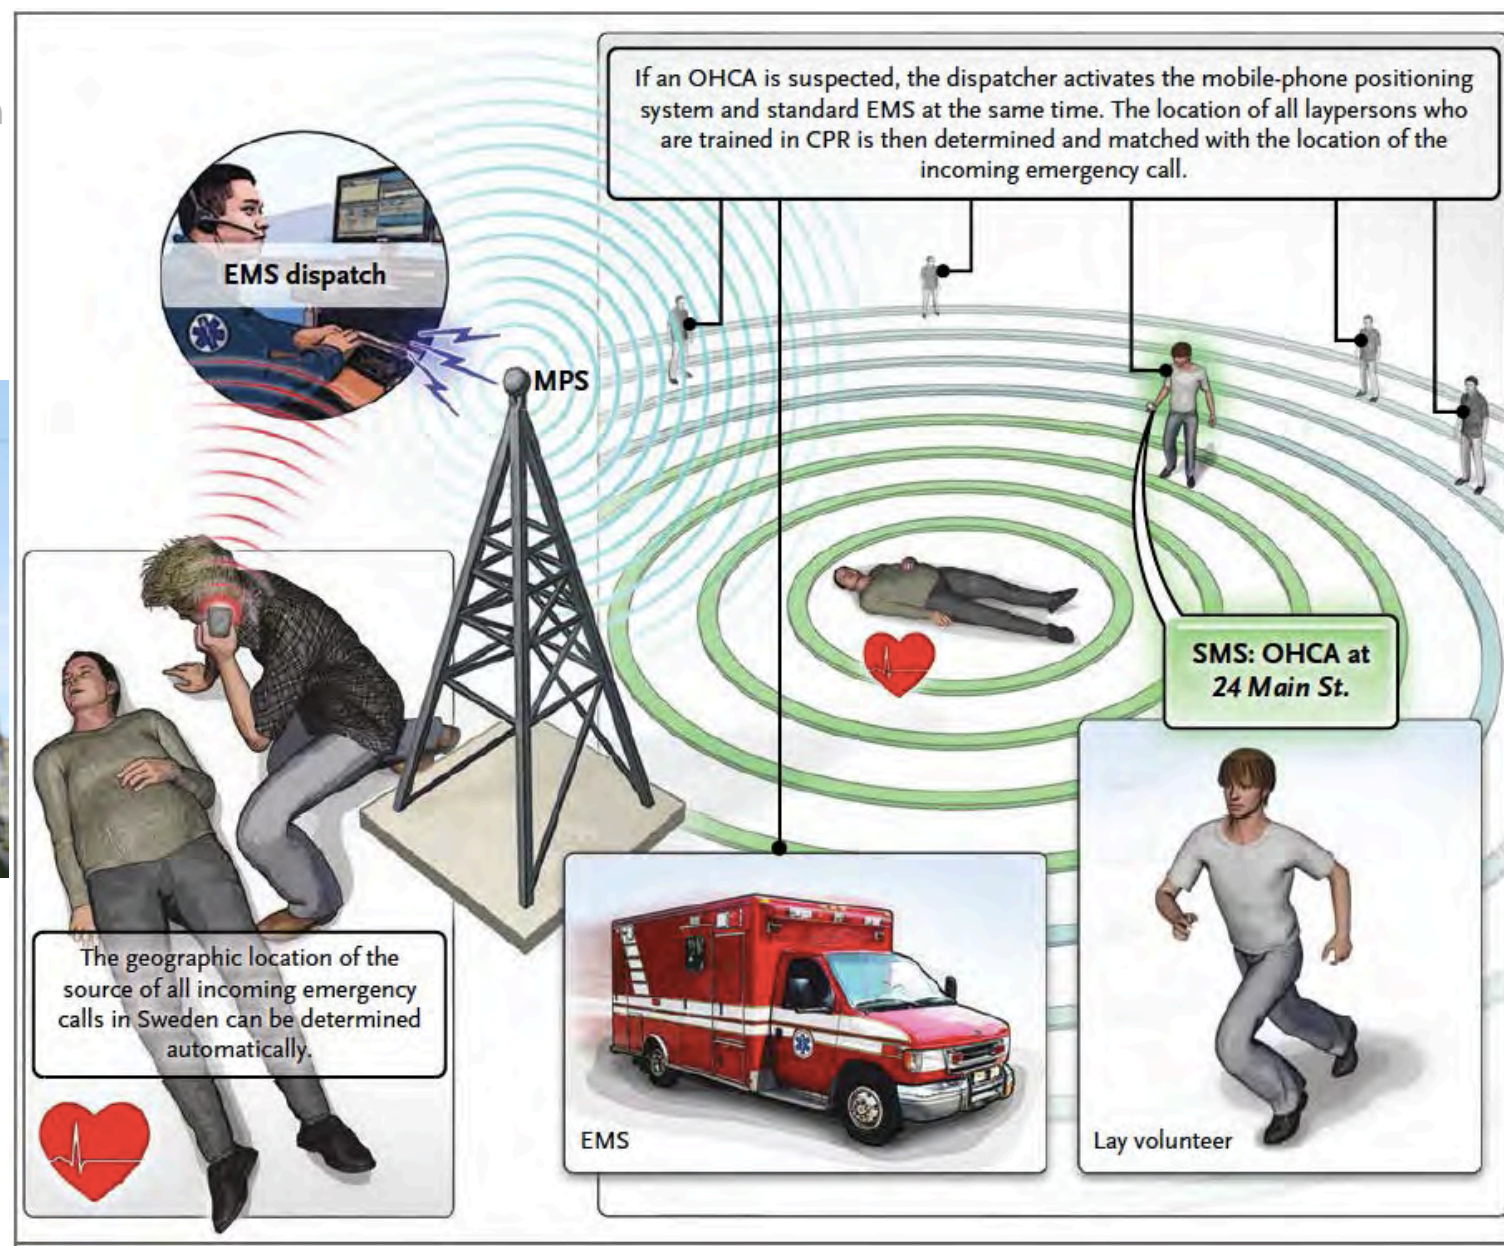 If an OHCA is suspected, the dispatcher activates the mobile-phone positioning
system and standard EMS at the same time. The location of all laypersons who
are trained in CPR is then determined and matched with the location of the
incoming emergency call.
EMS dispatch
MPS
SMS: OHCA at
24 Main St.
The geographic location of the
source of all incoming emergency
calls in Sweden can be determined
automatically.
EMS
Lay volunteer